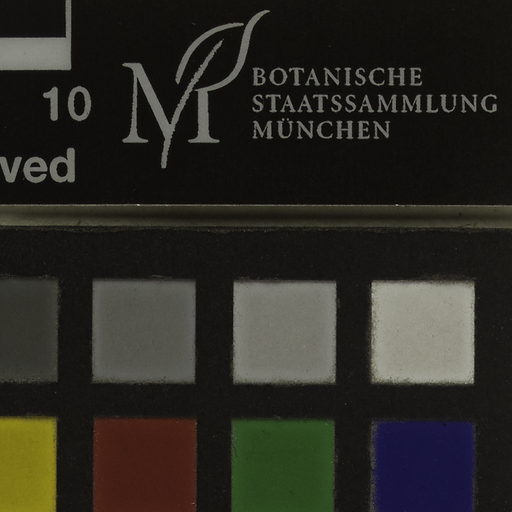 10
ved
M
BOTANISCHE
STAATSSAMMLUNG
MÜNCHEN